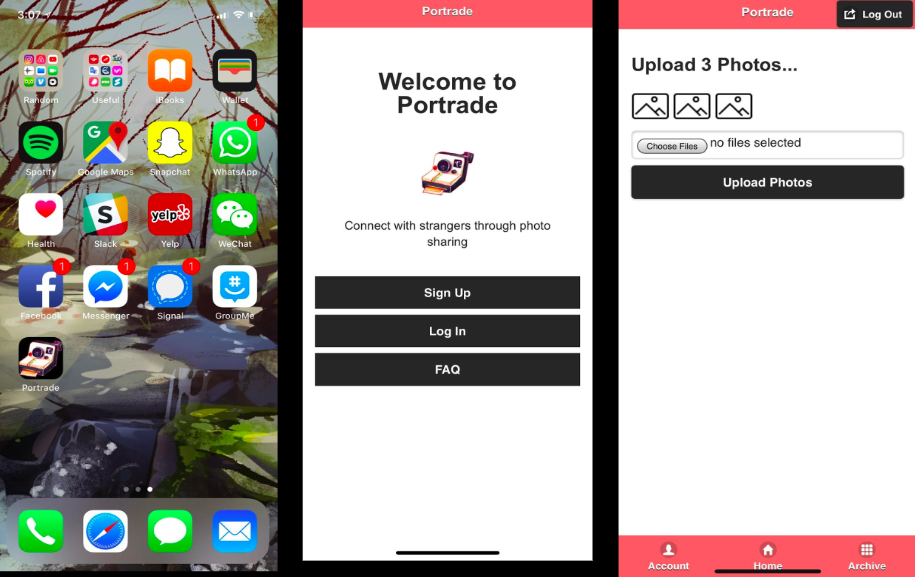 3:07
Random
Useful
iBooks
Wallet
G
1
Spotify
Google Maps
Snapchat
WhatsApp
S
yelp
Health
Slack
Yelp
WeChat
1
1
1
#
Facebook
Messenger
Signal
GroupMe
Portrade
Portrade
Welcome to
Portrade
Connect with strangers through photo
sharing
Sign Up
Log In
FAQ
Portrade
Log Out
Upload 3 Photos...
Choose Files no files selected
Upload Photos
Account
Home
Archive